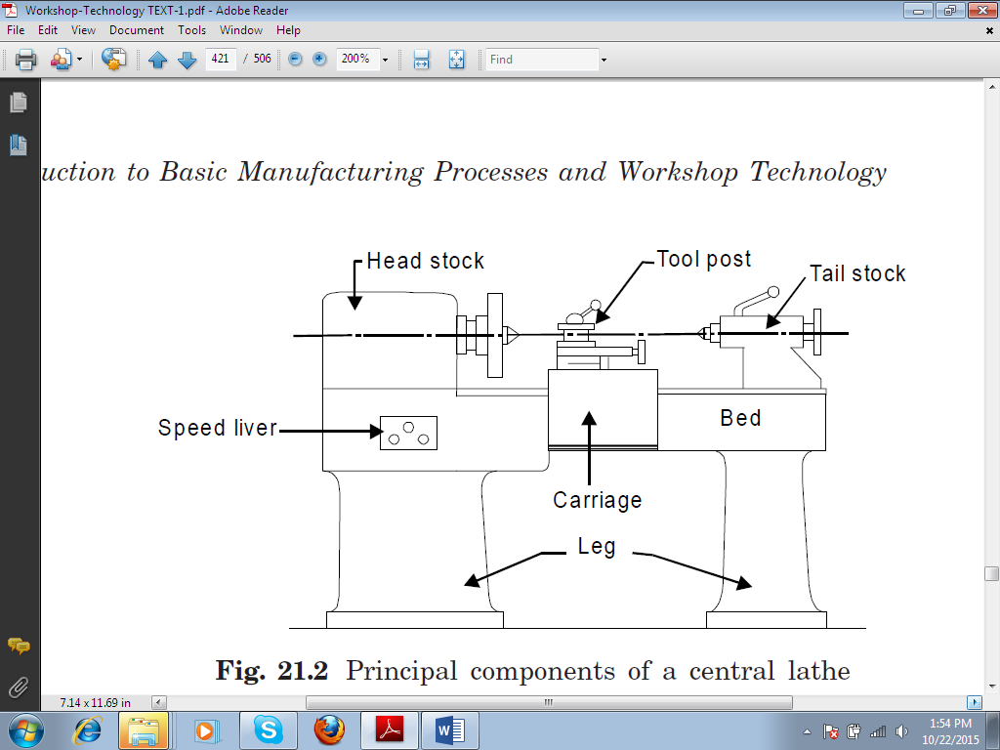 Workshop-Technology TEXT-1.pdf - Adobe Reader
File Edit View Document Tools Window Help
421 / 506 200% Find
uction to Basic Manufacturing Processes and Workshop Technology
Head stock
Tool post
Tail stock
Speed liver
Bed
Carriage
Leg
Fig. 21.2 Principal components of a central lathe
7.14 x 11.69 in
1:54 PM
10/22/2015